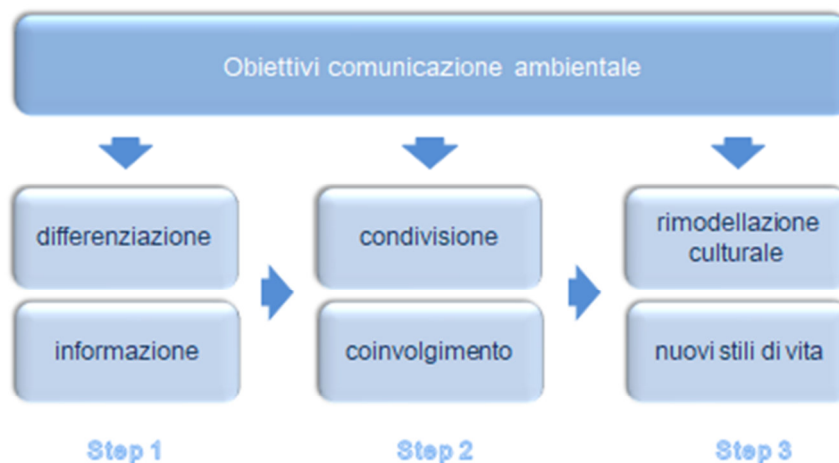 Obiettivi comunicazione ambientale
differenziazione
condivisione
rimodellazione
culturale
informazione
coinvolgimento
nuovi stili di vita
Step 1
Step 2
Step 3